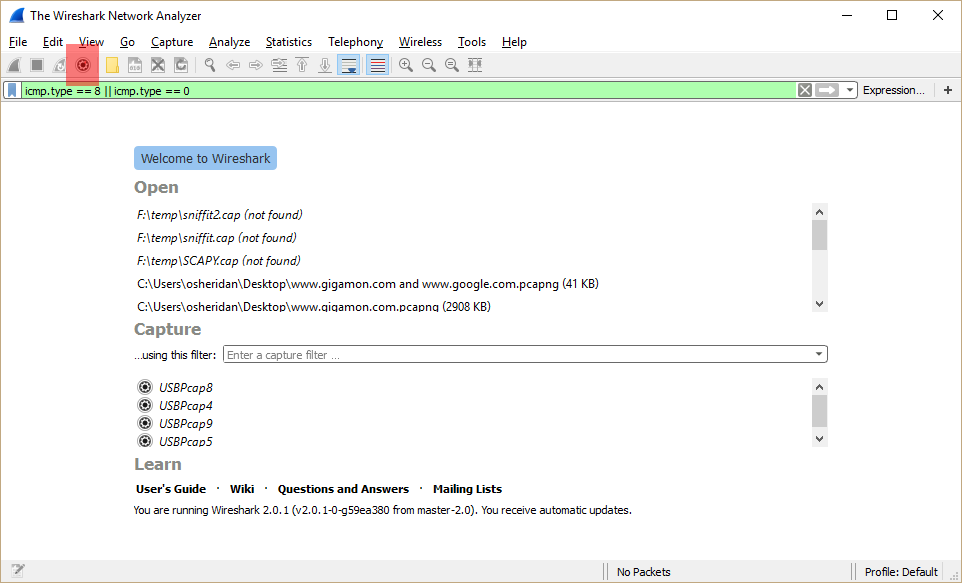 The Wireshark Network Analyzer
File Edit View Go Capture Analyze Statistics Telephony Wireless Tools Help
icmp.type == 8 || icmp.type == 0 Expression... +
Welcome to Wireshark
Open
F:\temp\sniffit2.cap (not found)
F:\temp\sniffit.cap (not found)
F:\temp\SCAPY.cap (not found)
C:\Users\osheridan\Desktop\www.gigamon.com and www.google.com.pcapng (41 KB)
C:\Users\osheridan\Desktop\www.gigamon.com.pcapng (2908 KB)
Capture
...using this filter: Enter a capture filter ...
USBPcap8
USBPcap4
USBPcap9
USBPcap5
Learn
User's Guide · Wiki · Questions and Answers · Mailing Lists
You are running Wireshark 2.0.1 (v2.0.1-0-g59ea380 from master-2.0). You receive automatic updates.
No Packets Profile: Default